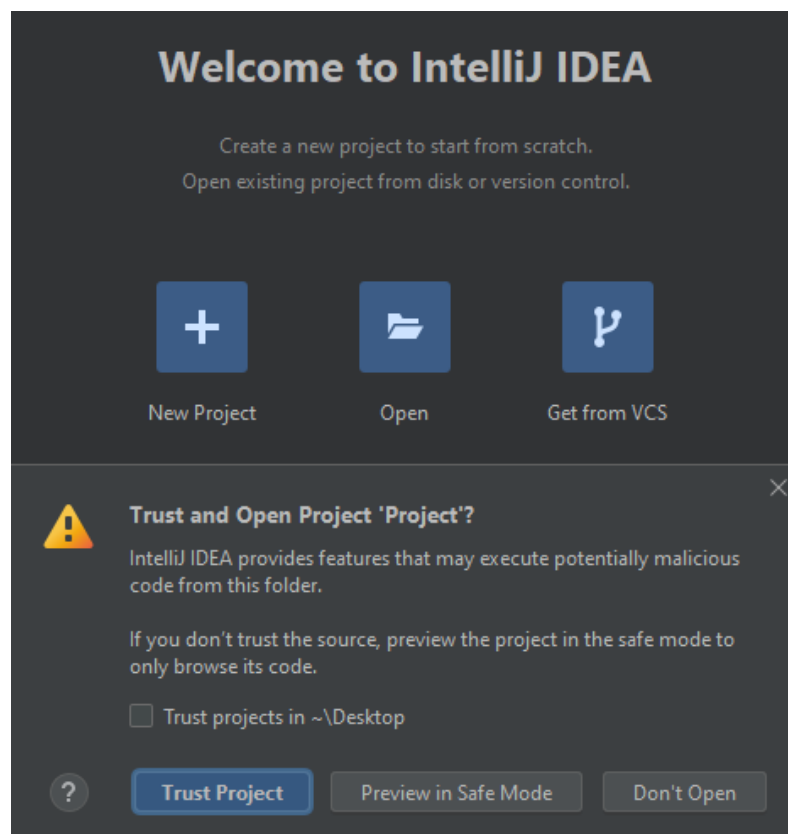 Welcome to IntelliJ IDEA
Create a new project to start from scratch.
Open existing project from disk or version control.
New Project
Open
Get from VCS
Trust and Open Project 'Project'?
IntelliJ IDEA provides features that may execute potentially malicious
code from this folder.
If you don't trust the source, preview the project in the safe mode to
only browse its code.
Trust projects in ~\Desktop
?
Trust Project
Preview in Safe Mode
Don't Open